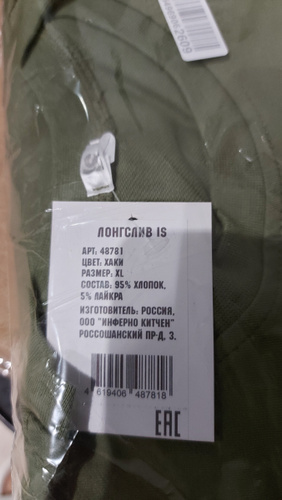 2609
ЛОНГСЛИВ IS
АРТ. 48781
ЦВЕТ: ХАКИ
РАЗМЕР: XL
СОСТАВ: 95% ХЛОПОК,
5% ЛАЙКРА
ИЗГОТОВИТЕЛЬ: РОССИЯ,
ООО "ИНФЕРНО КИТЧЕН"
РОССОШАНСКИЙ ПР-Д, 3.
4 619406 487818
EAC